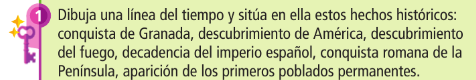 1 Dibuja una línea del tiempo y sitúa en ella estos hechos históricos:
conquista de Granada, descubrimiento de América, descubrimiento
del fuego, decadencia del imperio español, conquista romana de la
Península, aparición de los primeros poblados permanentes.